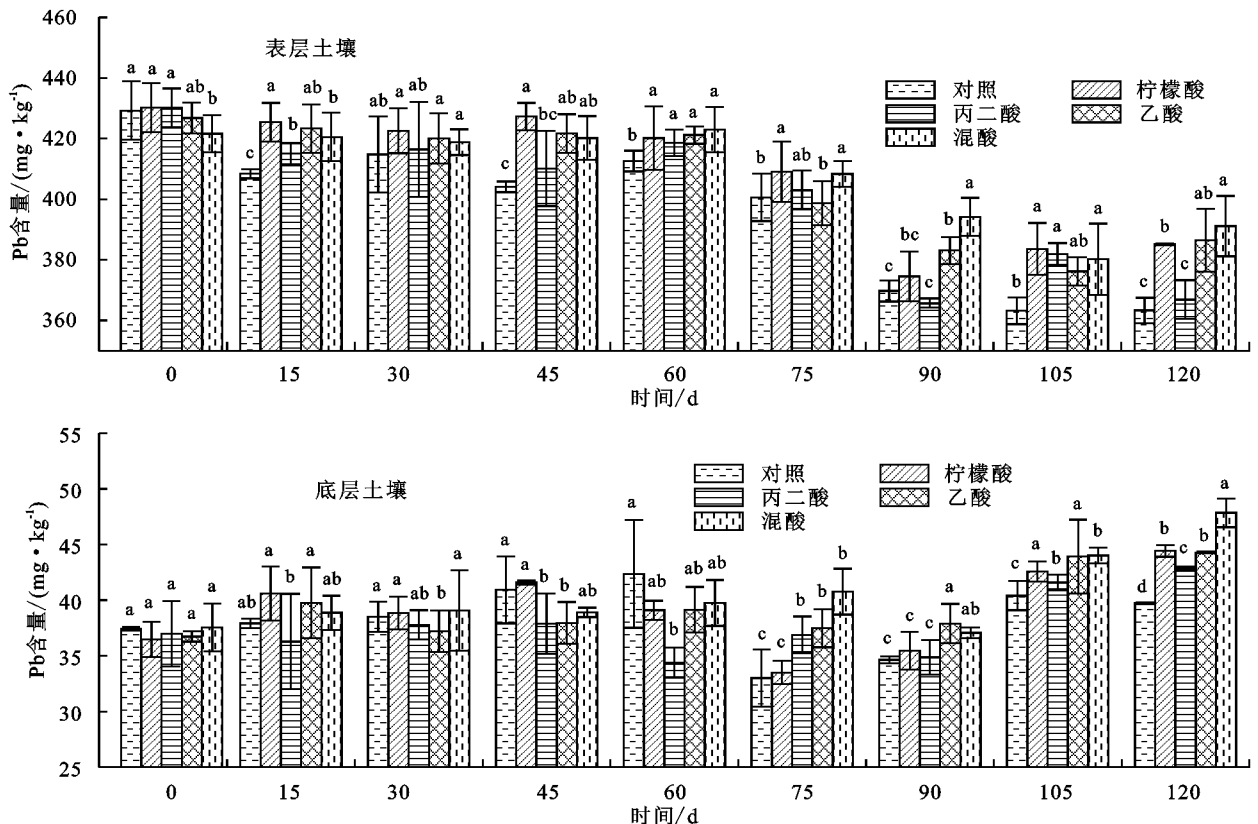 460
440
420
400
380
360
Pb含量/(mg·kg⁻¹)
表层土壤
对照 柠檬酸
丙二酸 乙酸
混酸
a a a ab b
c a b ab b
ab a ab a a
c a bc ab ab
b a a a a
b a ab b a
c bc c b a
b a a ab a
c b c ab a
0 15 30 45 60 75 90 105 120
时间/d
55
50
45
40
35
30
25
Pb含量/(mg·kg⁻¹)
底层土壤
对照 柠檬酸
丙二酸 乙酸
混酸
a a a a a
ab a b a ab
a a ab b a
a a b b ab
a ab b ab ab
c c b b b
c c c a ab
c a b a b
d b c b a
0 15 30 45 60 75 90 105 120
时间/d